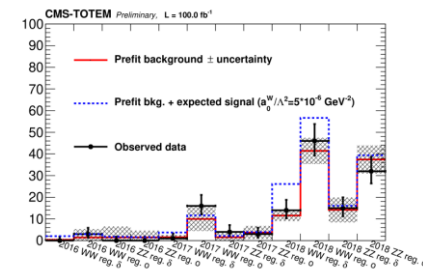 CMS-TOTEM Preliminary, L = 100.0 fb⁻¹
100
90
80
70
60
50
40
30
20
10
0
Prefit background ± uncertainty
Prefit bkg. + expected signal (a₀ᵂ/Λ²=5*10⁻⁶ GeV⁻²)
Observed data
2016 WW reg. δ
2016 WW reg. o
2016 ZZ reg. δ
2016 ZZ reg. o
2017 WW reg. δ
2017 WW reg. o
2017 ZZ reg. δ
2017 ZZ reg. o
2018 WW reg. δ
2018 WW reg. o
2018 ZZ reg. δ
2018 ZZ reg. o